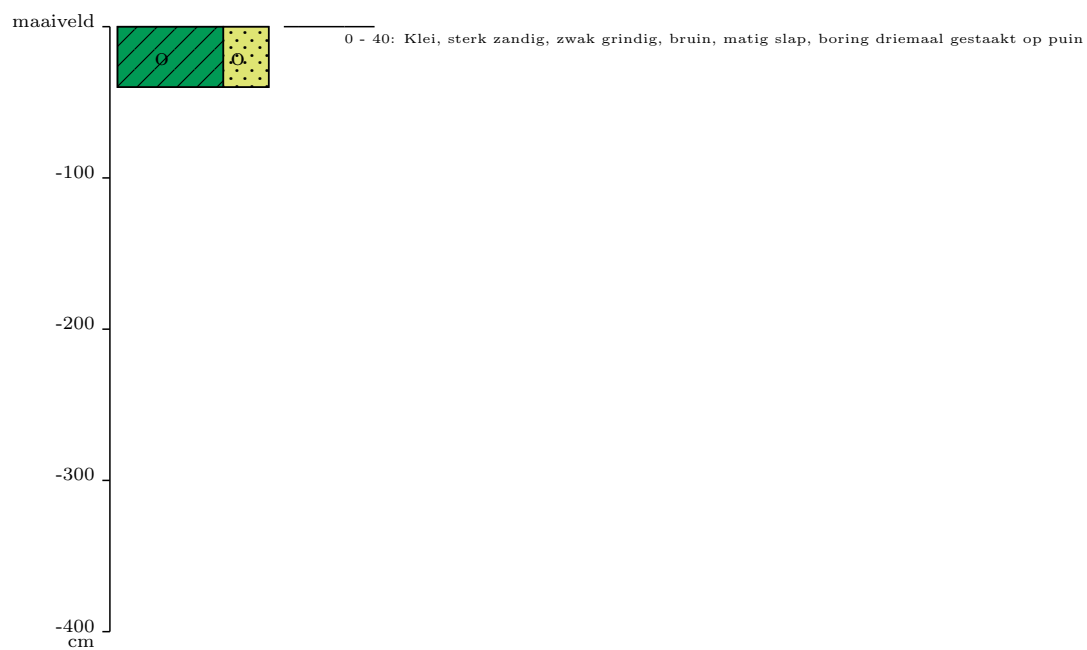 maaiveld
0 - 40: Klei, sterk zandig, zwak grindig, bruin, matig slap, boring driemaal gestaakt op puin
o o
-100
-200
-300
-400
cm